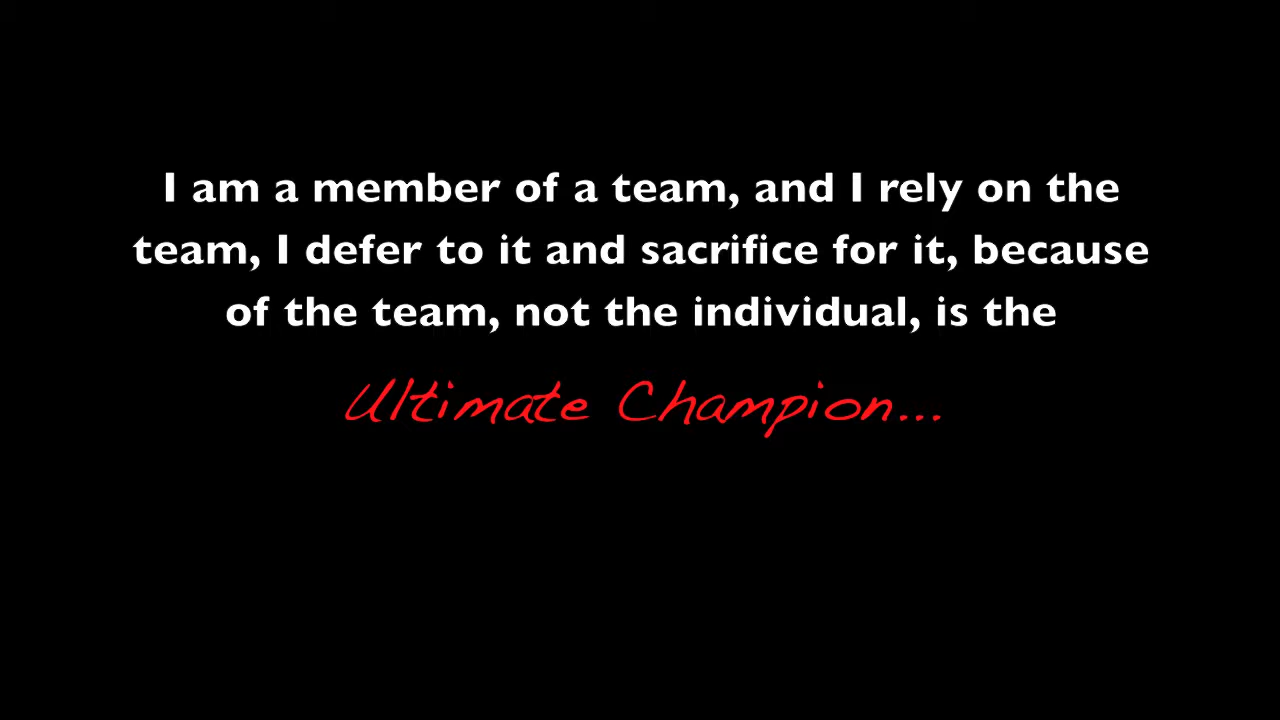 I am a member of a team, and I rely on the
team, I defer to it and sacrifice for it, because
of the team, not the individual, is the
Ultimate Champion...